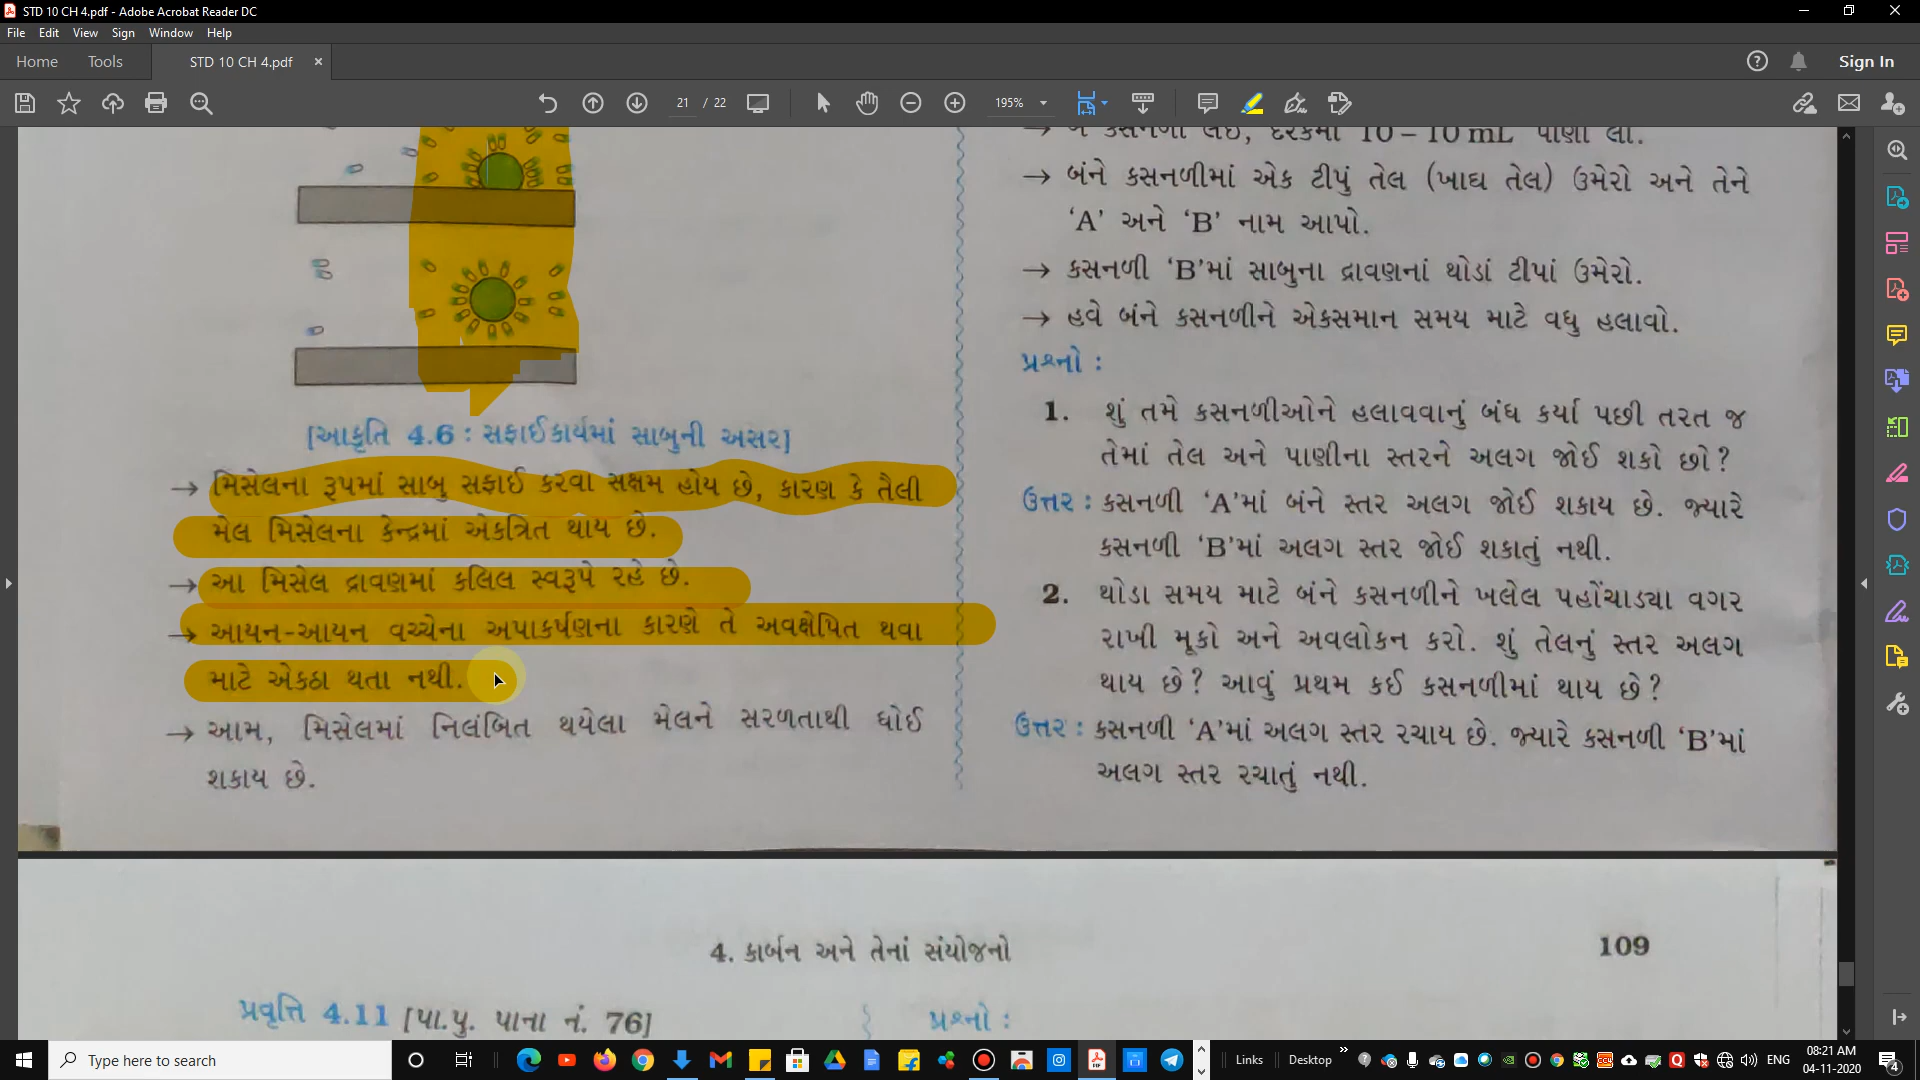 STD 10 CH 4.pdf - Adobe Acrobat Reader DC
File Edit View Sign Window Help
Home Tools STD 10 CH 4.pdf Sign In
21 / 22 195%
[આકૃતિ 4.6 : સફાઈકાર્યમાં સાબુની અસર]
→ મિસેલના રૂપમાં સાબુ સફાઈ કરવા સક્ષમ હોય છે, કારણ કે તૈલી
મેલ મિસેલના કેન્દ્રમાં એકત્રિત થાય છે.
→ આ મિસેલ દ્રાવણમાં કલિલ સ્વરૂપે રહે છે.
→ આયન-આયન વચ્ચેના અપાકર્ષણના કારણે તે અવક્ષેપિત થવા
માટે એકઠા થતા નથી.
→ આમ, મિસેલમાં નિલંબિત થયેલા મેલને સરળતાથી ધોઈ
શકાય છે.
→ બે કસનળી લઈ, દરેકમાં 10 – 10 mL પાણી લો.
→ બંને કસનળીમાં એક ટીપું તેલ (ખાદ્ય તેલ) ઉમેરો અને તેને
‘A’ અને ‘B’ નામ આપો.
→ કસનળી ‘B’માં સાબુના દ્રાવણનાં થોડાં ટીપાં ઉમેરો.
→ હવે બંને કસનળીને એકસમાન સમય માટે વધુ હલાવો.
પ્રશ્નો :
1. શું તમે કસનળીઓને હલાવવાનું બંધ કર્યા પછી તરત જ
તેમાં તેલ અને પાણીના સ્તરને અલગ જોઈ શકો છો?
ઉત્તર : કસનળી ‘A’માં બંને સ્તર અલગ જોઈ શકાય છે. જ્યારે
કસનળી ‘B’માં અલગ સ્તર જોઈ શકાતું નથી.
2. થોડા સમય માટે બંને કસનળીને ખલેલ પહોંચાડ્યા વગર
રાખી મૂકો અને અવલોકન કરો. શું તેલનું સ્તર અલગ
થાય છે? આવું પ્રથમ કઈ કસનળીમાં થાય છે?
ઉત્તર : કસનળી ‘A’માં અલગ સ્તર રચાય છે. જ્યારે કસનળી ‘B’માં
અલગ સ્તર રચાતું નથી.
4. કાર્બન અને તેનાં સંયોજનો 109
પ્રવૃત્તિ 4.11 [પા.પુ. પાના નં. 76]
પ્રશ્નો :
Type here to search
Links Desktop ENG 08:21 AM
04-11-2020
4